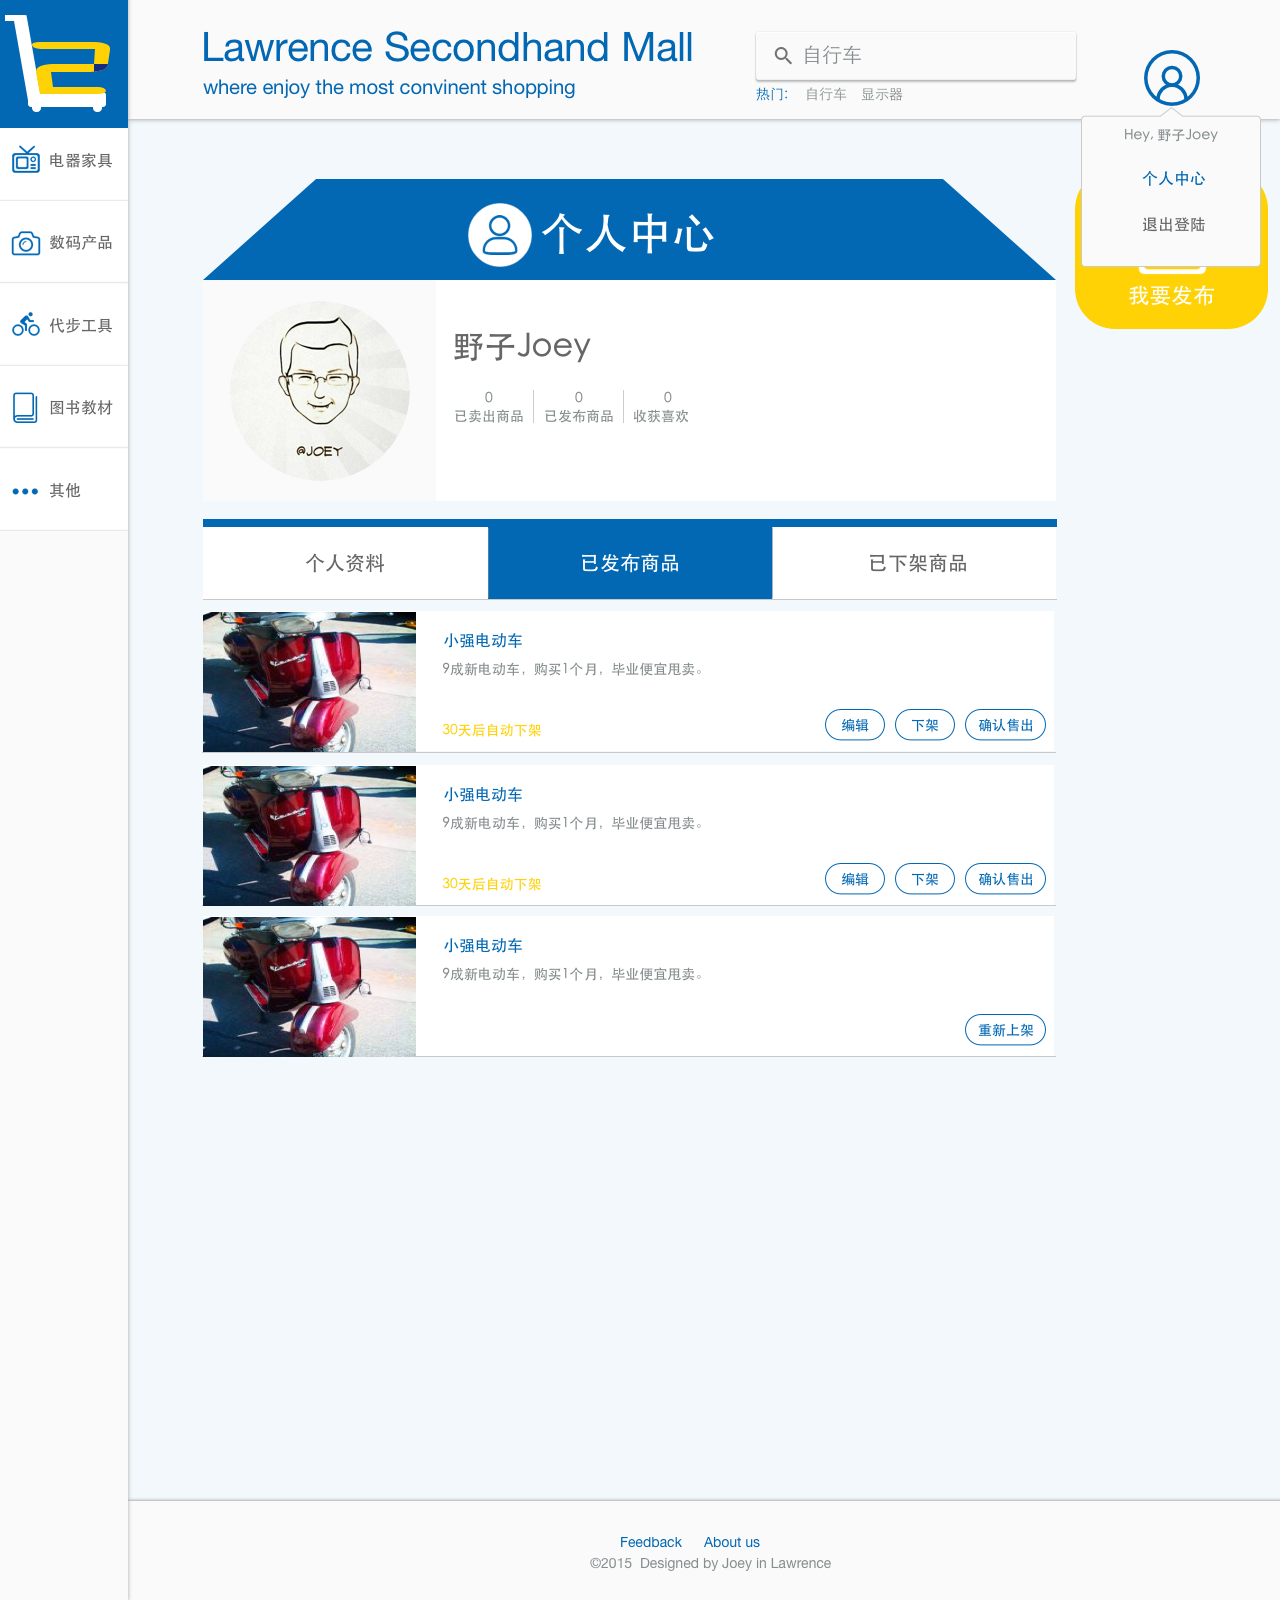 Lawrence Secondhand Mall
where enjoy the most convinent shopping
自行车
热门： 自行车 显示器
Hey, 野子Joey
个人中心
退出登陆
我要发布
电器家具
数码产品
代步工具
图书教材
其他
个人中心
@JOEY
野子Joey
0 0 0
已卖出商品 已发布商品 收获喜欢
个人资料 已发布商品 已下架商品
小强电动车
9成新电动车，购买1个月，毕业便宜甩卖。
30天后自动下架 编辑 下架 确认售出
小强电动车
9成新电动车，购买1个月，毕业便宜甩卖。
30天后自动下架 编辑 下架 确认售出
小强电动车
9成新电动车，购买1个月，毕业便宜甩卖。
重新上架
Feedback About us
©2015 Designed by Joey in Lawrence